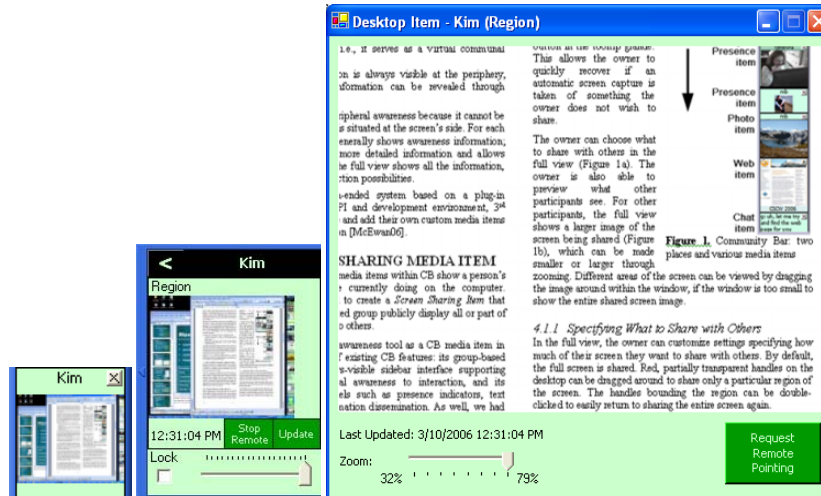 Kim
<
Kim
Region
12:31:04 PM
Stop
Remote
Update
Lock
Desktop Item - Kim (Region)
i.e., it serves as a virtual communal
on is always visible at the periphery,
nformation can be revealed through
ripheral awareness because it cannot be
s situated at the screen's side. For each
enerally shows awareness information;
more detailed information and allows
he full view shows all the information,
ction possibilities.
-ended system based on a plug-in
PI and development environment, 3rd
and add their own custom media items
on [McEwan06].
SHARING MEDIA ITEM
media items within CB show a person's
e currently doing on the computer.
to create a Screen Sharing Item that
ed group publicly display all or part of
o others.
awareness tool as a CB media item in
f existing CB features: its group-based
s-visible sidebar interface supporting
al awareness to interaction, and its
els such as presence indicators, text
mation dissemination. As well, we had
button in the tooltip grande.
This allows the owner to
quickly recover if an
automatic screen capture is
taken of something the
owner does not wish to
share.
The owner can choose what
to share with others in the
full view (Figure 1a). The
owner is also able to
preview what other
participants see. For other
participants, the full view
shows a larger image of the
screen being shared (Figure
1b), which can be made
smaller or larger through
zooming. Different areas of the screen can be viewed by dragging
the image around within the window, if the window is too small to
show the entire shared screen image.
Presence
item
Presence
item
Photo
item
Web
item
Chat
item
Figure 1. Community Bar: two
places and various media items
4.1.1 Specifying What to Share with Others
In the full view, the owner can customize settings specifying how
much of their screen they want to share with others. By default,
the full screen is shared. Red, partially transparent handles on the
desktop can be dragged around to share only a particular region of
the screen. The handles bounding the region can be double-
clicked to easily return to sharing the entire screen again.
Last Updated: 3/10/2006 12:31:04 PM
Zoom:
32%
79%
Request
Remote
Pointing